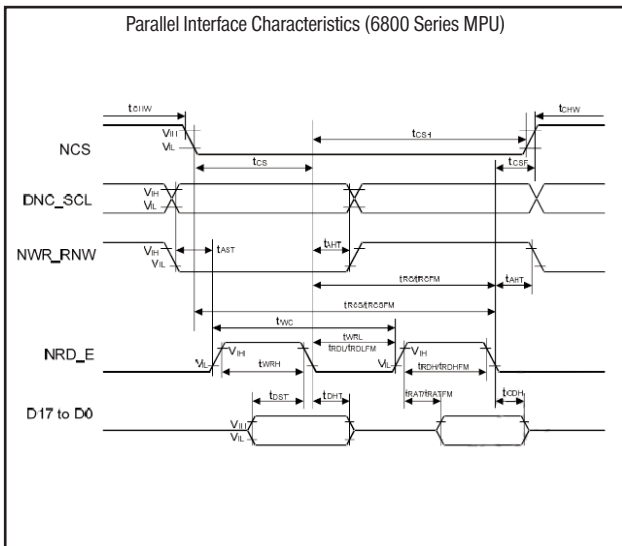 Parallel Interface Characteristics (6800 Series MPU)
tCHW
tCHW
VIH
VIL
NCS
tCSH
tCS
tCSF
DNC_SCL
VIH
VIL
NWR_RNW
VIH
VIL
tAST
tAHT
tRC/tRCFM
tAHT
tRCS/tRCSFM
tWC
tWRL
tRDL/tRDLFM
NRD_E
VIL
VIH
tWRH
VIL
VIH
tRDH/tRDHFM
tDST
tDHT
tRAT/tRATFM
tCDH
D17 to D0
VIH
VIL